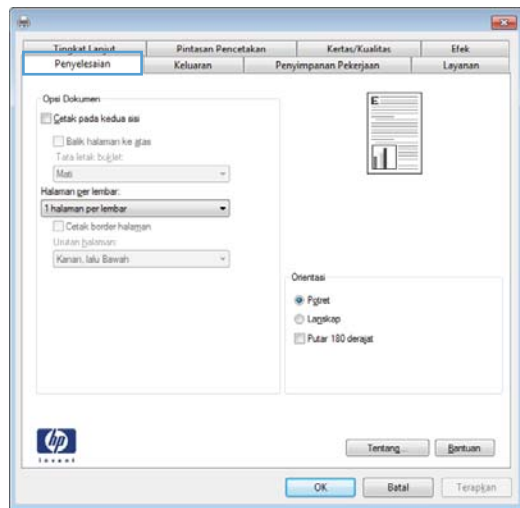 Tingkat Lanjut Pintasan Pencetakan Kertas/Kualitas Efek
Penyelesaian Keluaran Penyimpanan Pekerjaan Layanan
Opsi Dokumen
Cetak pada kedua sisi
Balik halaman ke atas
Tata letak buklet:
Mati
Halaman per lembar:
1 halaman per lembar
Cetak border halaman
Urutan halaman:
Kanan, lalu Bawah
E
Orientasi
Potret
Lanskap
Putar 180 derajat
hp
invent
Tentang... Bantuan
OK Batal Terapkan